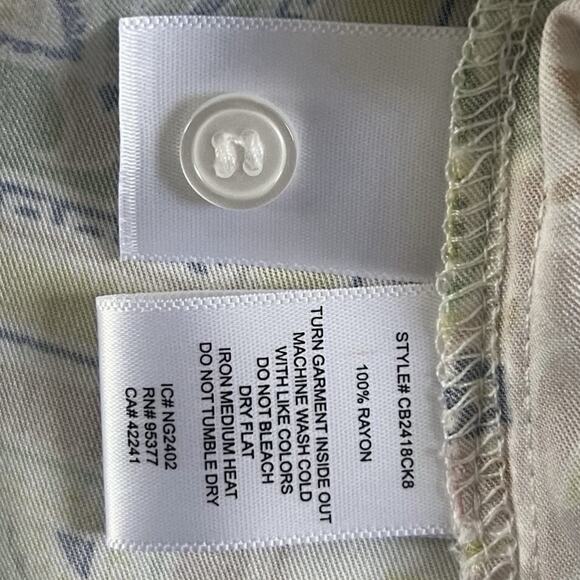 STYLE# CB2418CK8
100% RAYON
TURN GARMENT INSIDE OUT
MACHINE WASH COLD
WITH LIKE COLORS
DO NOT BLEACH
DRY FLAT
IRON MEDIUM HEAT
DO NOT TUMBLE DRY
IC# NG2402
RN# 95377
CA# 42241